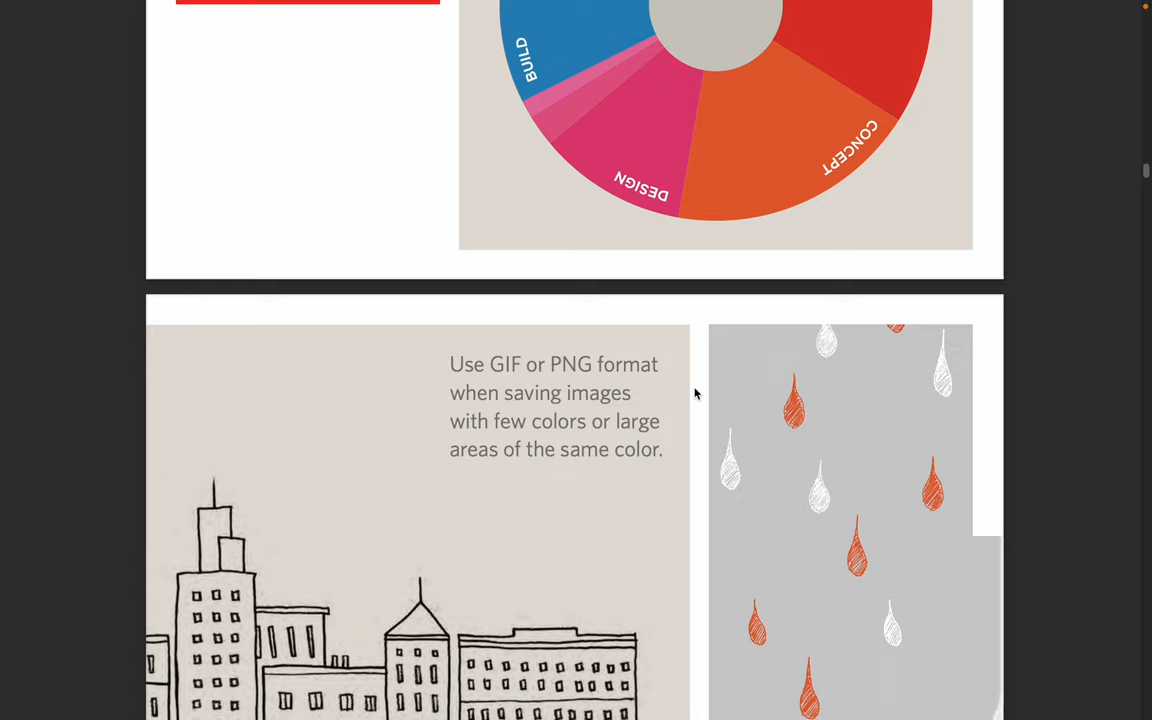 BUILD
DESIGN
CONCEPT
Use GIF or PNG format
when saving images
with few colors or large
areas of the same color.